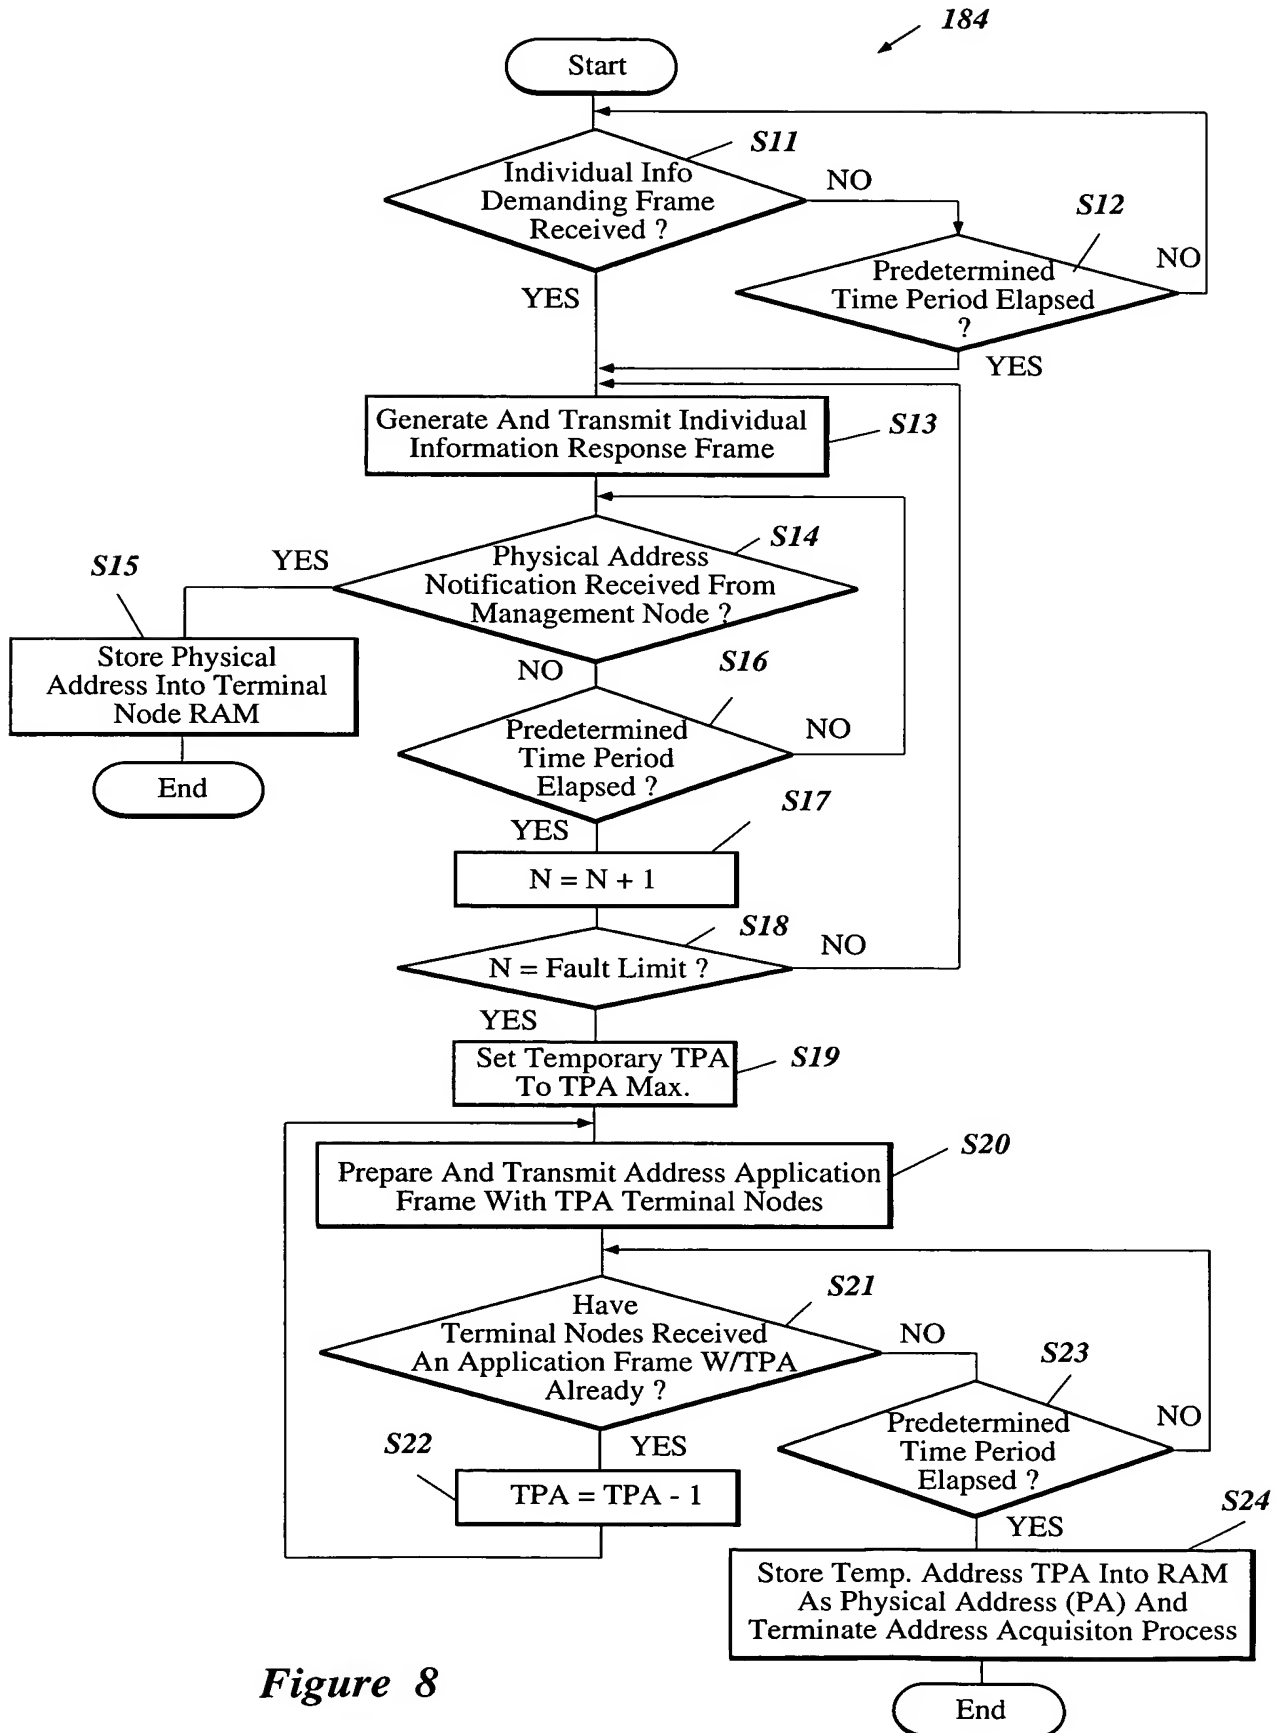 184
Start
S11
Individual Info
Demanding Frame
Received ?
NO
S12
YES
Predetermined
Time Period Elapsed
?
NO
YES
Generate And Transmit Individual
Information Response Frame
S13
S14
S15
YES
Physical Address
Notification Received From
Management Node ?
Store Physical
Address Into Terminal
Node RAM
NO
S16
End
Predetermined
Time Period
Elapsed ?
NO
S17
YES
N = N + 1
S18
N = Fault Limit ?
NO
YES
Set Temporary TPA
To TPA Max.
S19
S20
Prepare And Transmit Address Application
Frame With TPA Terminal Nodes
S21
Have
Terminal Nodes Received
An Application Frame W/TPA
Already ?
NO
S23
S22
YES
Predetermined
Time Period
Elapsed ?
NO
TPA = TPA - 1
S24
YES
Store Temp. Address TPA Into RAM
As Physical Address (PA) And
Terminate Address Acquisiton Process
Figure 8
End